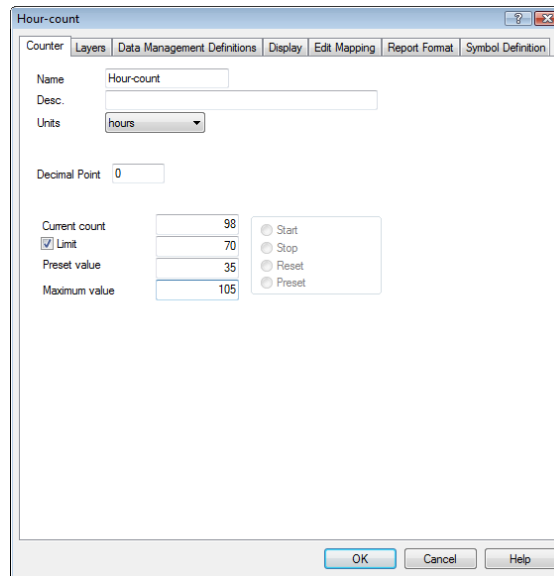 Hour-count
Counter Layers Data Management Definitions Display Edit Mapping Report Format Symbol Definition
Name Hour-count
Desc.
Units hours
Decimal Point 0
Current count 98
Limit 70
Preset value 35
Maximum value 105
Start
Stop
Reset
Preset
OK Cancel Help